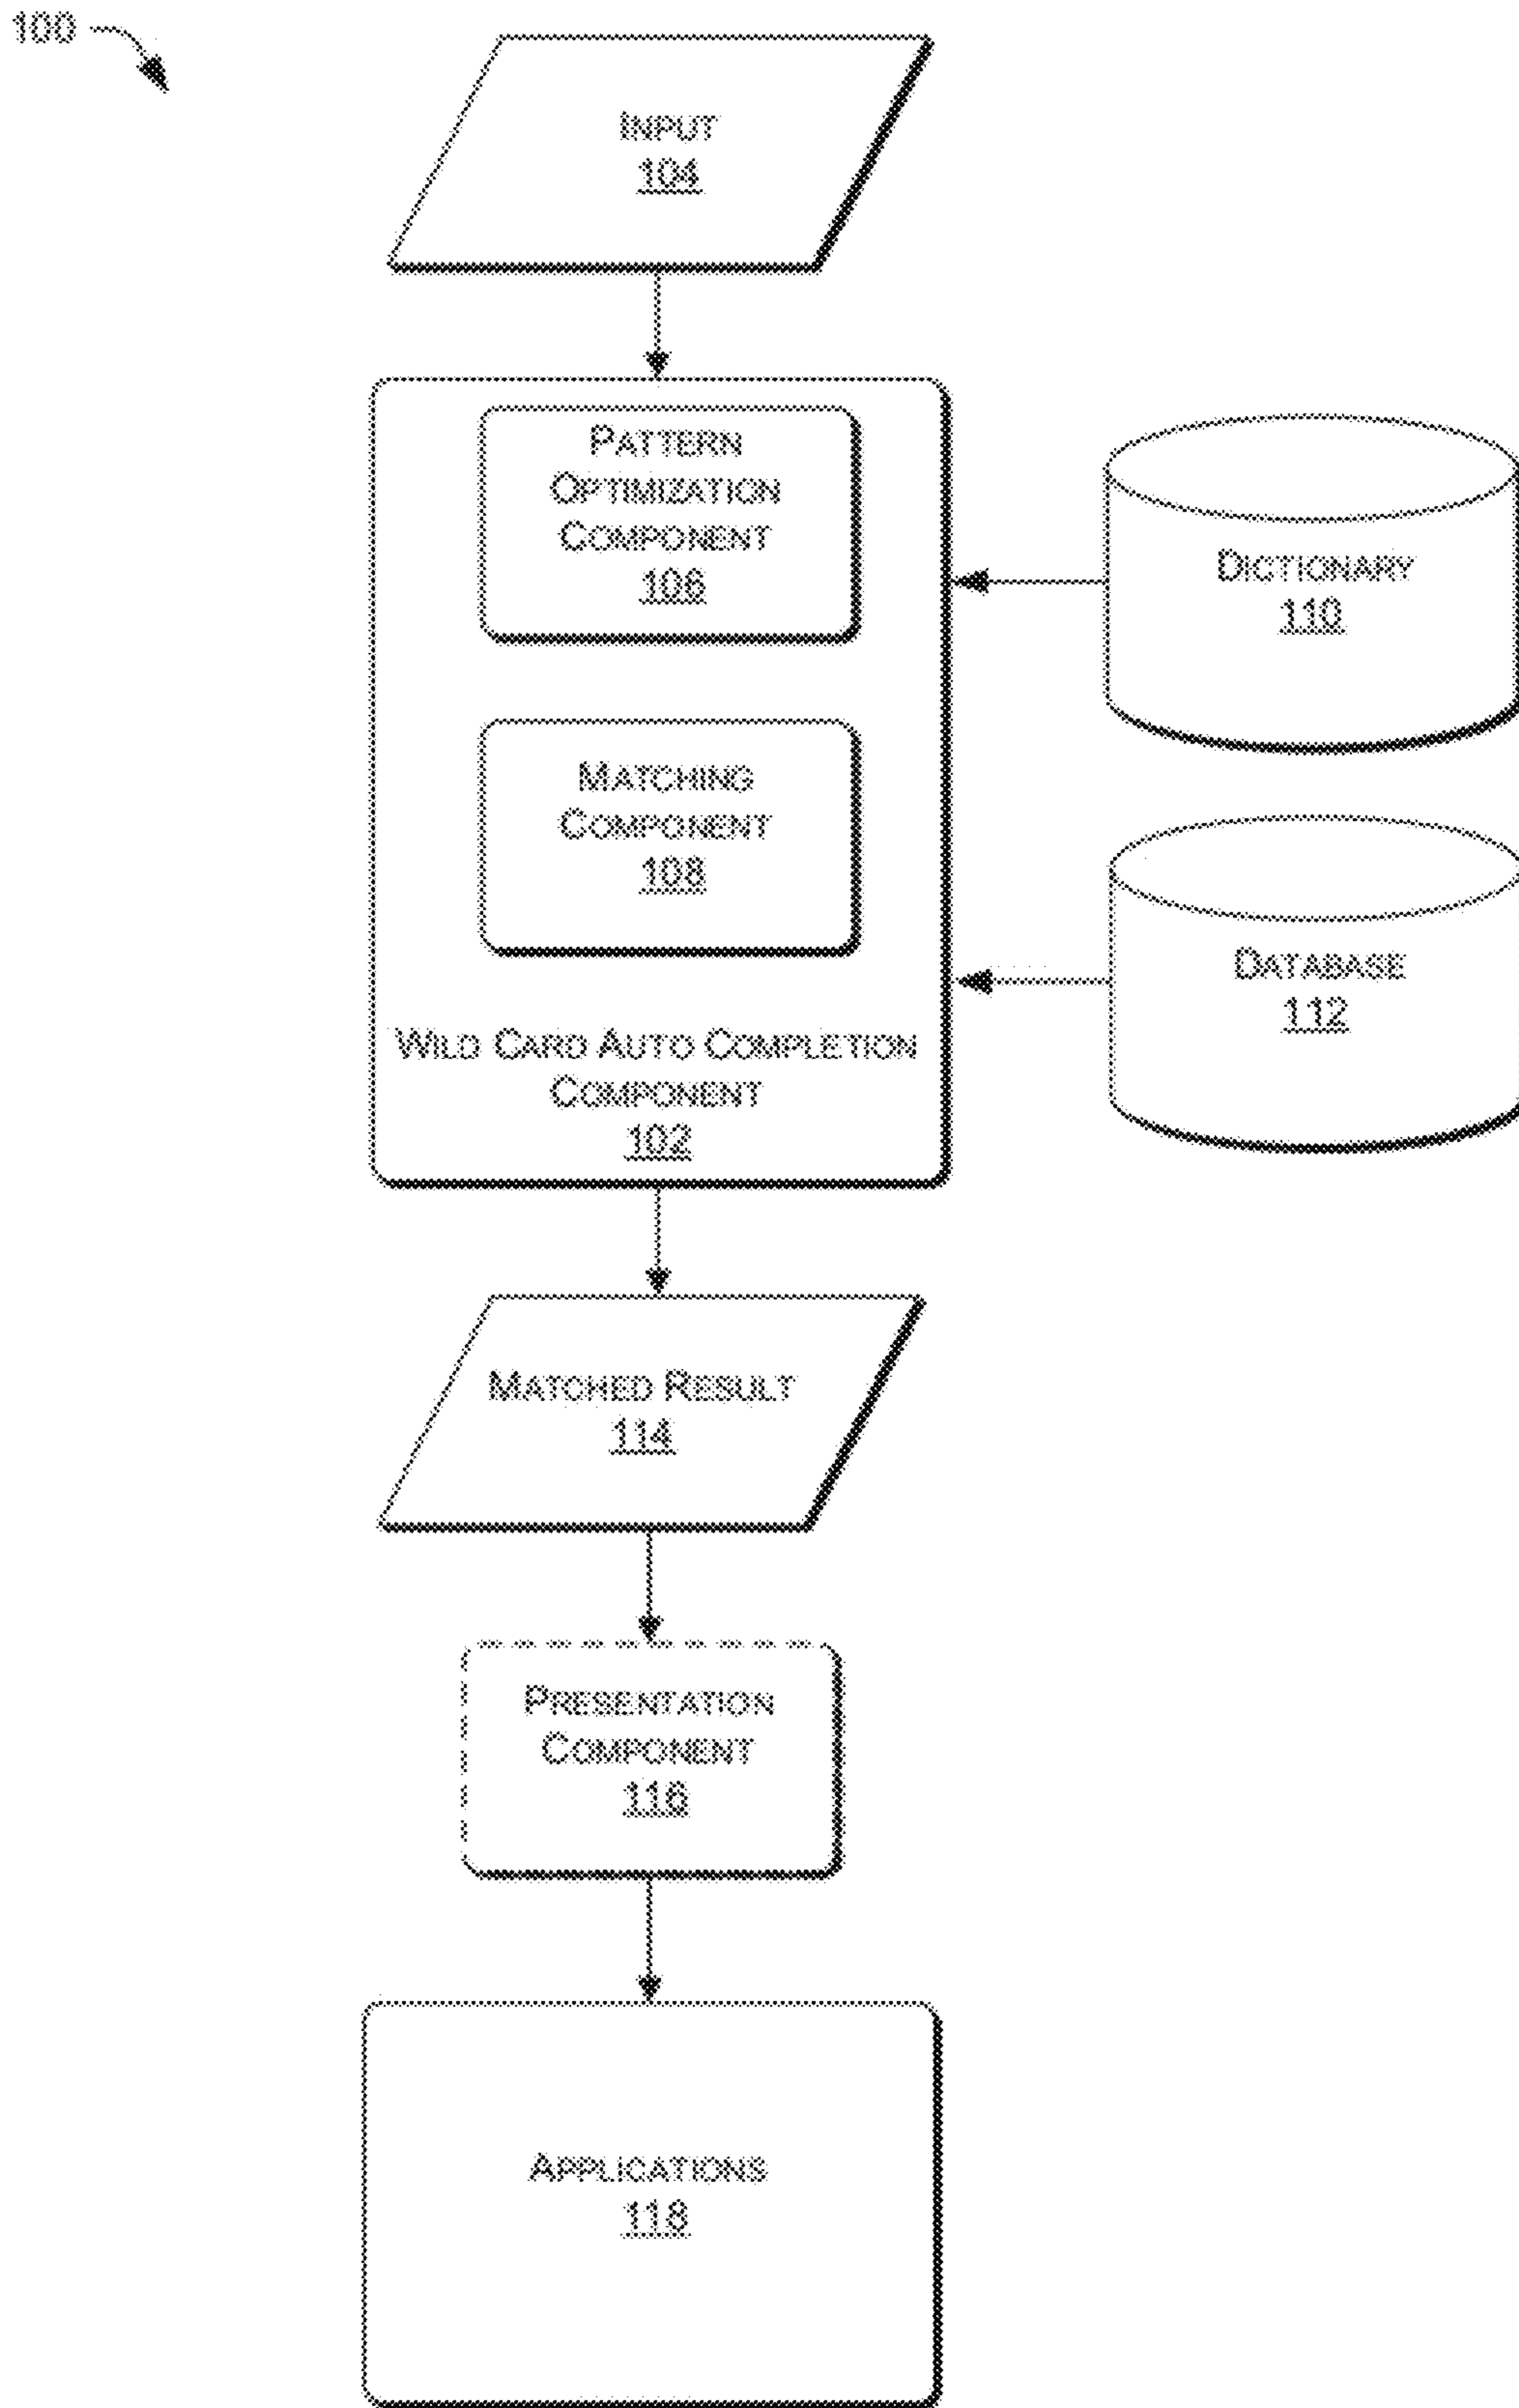 100
INPUT
104
PATTERN
OPTIMIZATION
COMPONENT
106
MATCHING
COMPONENT
108
WILD CARD AUTO COMPLETION
COMPONENT
102
DICTIONARY
110
DATABASE
112
MATCHED RESULT
114
PRESENTATION
COMPONENT
116
APPLICATIONS
118